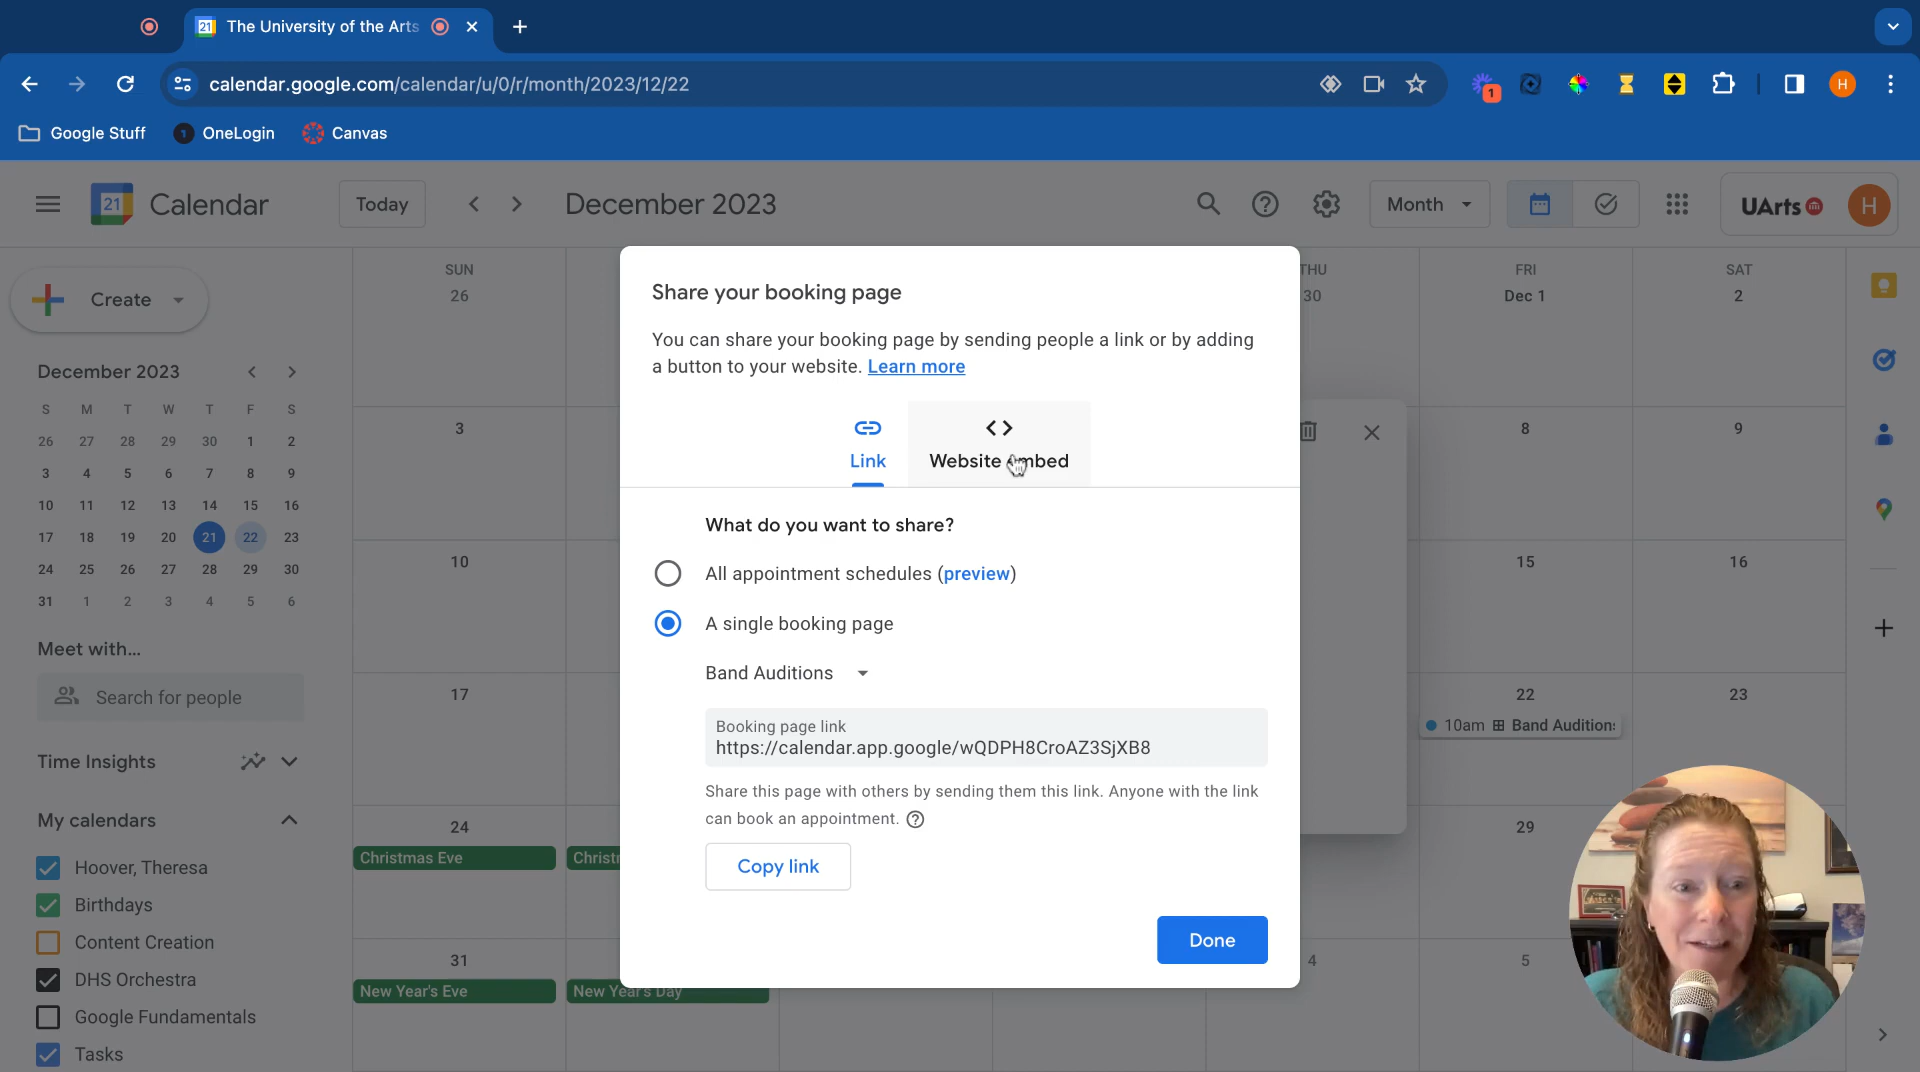 The University of the Arts
calendar.google.com/calendar/u/0/r/month/2023/12/22
1
H
Google Stuff
1 OneLogin
Canvas
21
Calendar
Today
December 2023
Month
UArts
H
Create
SUN
26
THU
30
FRI
Dec 1
SAT
2
December 2023
S M T W T F S
26 27 28 29 30 1 2
3 4 5 6 7 8 9
10 11 12 13 14 15 16
17 18 19 20 21 22 23
24 25 26 27 28 29 30
31 1 2 3 4 5 6
Meet with...
Search for people
Time Insights
My calendars
Hoover, Theresa
Birthdays
Content Creation
DHS Orchestra
Google Fundamentals
Tasks
3
8
9
10
15
16
17
22
23
10am Band Auditions
24
29
Christmas Eve
Christ
31
4
5
New Year's Eve
New Year's Day
Share your booking page
You can share your booking page by sending people a link or by adding
a button to your website. Learn more
Link
Website Embed
What do you want to share?
All appointment schedules (preview)
A single booking page
Band Auditions
Booking page link
https://calendar.app.google/wQDPH8CroAZ3SjXB8
Share this page with others by sending them this link. Anyone with the link
can book an appointment.
Copy link
Done